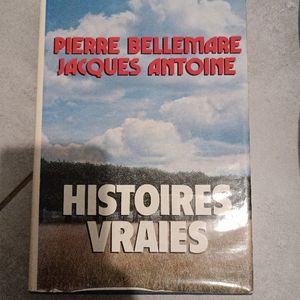 PIERRE BELLEMARE
JACQUES ANTOINE
HISTOIRES
VRAIES